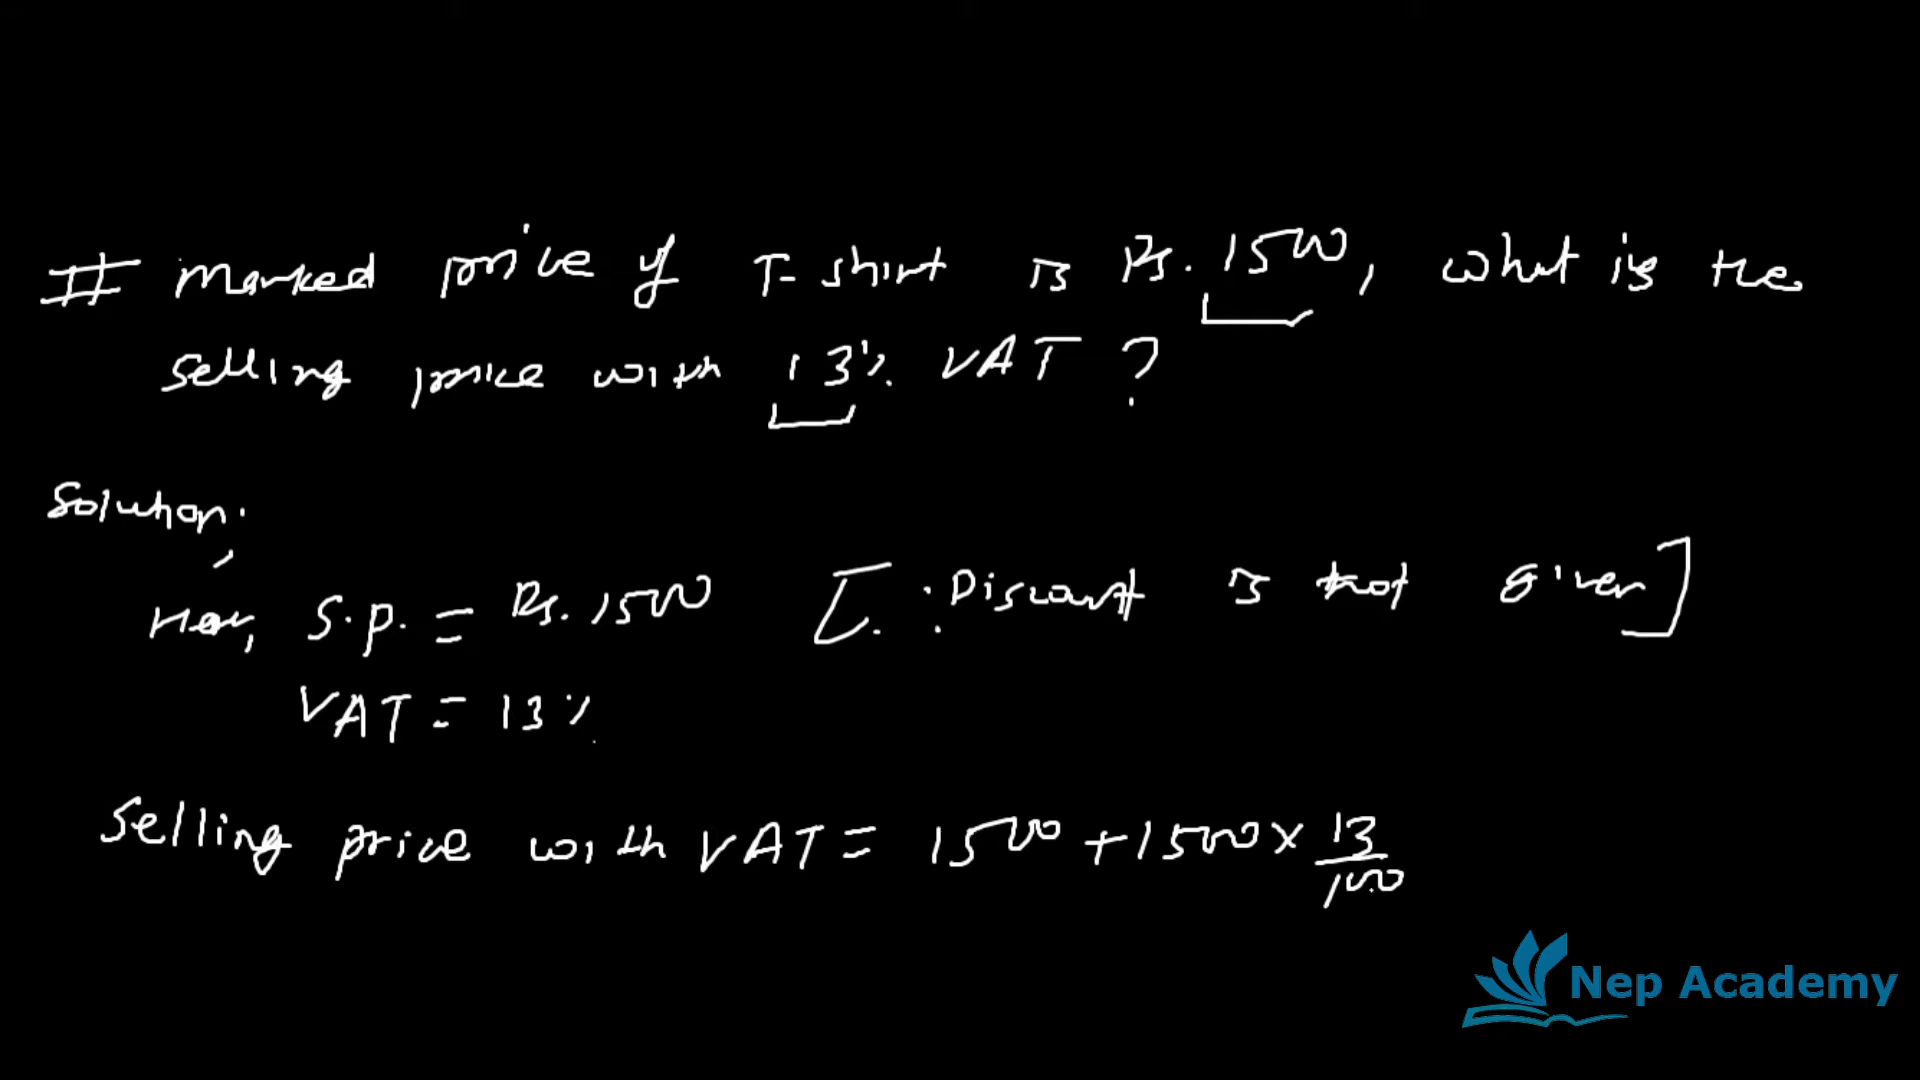 # Marked price of T-shirt is Rs. 1500, what is the
selling price with 13% VAT ?
Solution:
Here, S.P. = Rs. 1500 [∵ Discount is not given]
VAT = 13%
Selling price with VAT = 1500 + 1500 × 13/100
Nep Academy